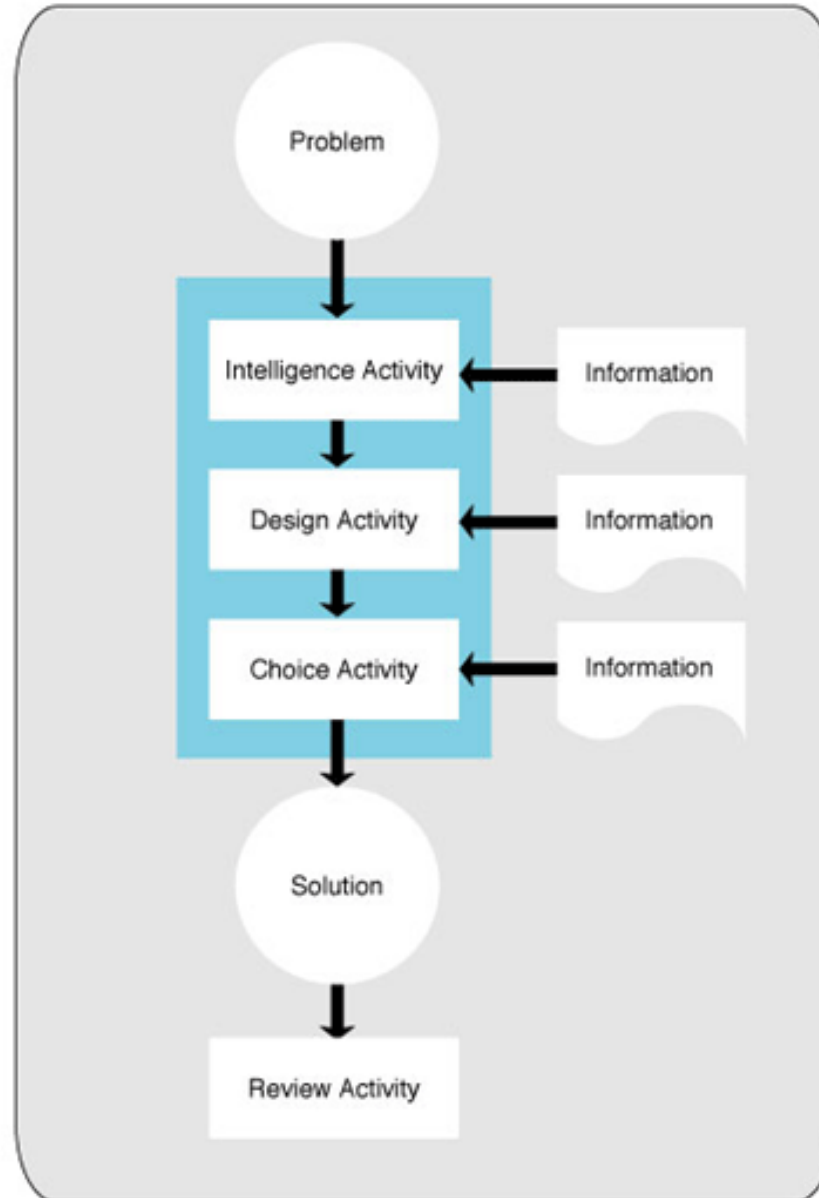 Problem
Intelligence Activity
Information
Design Activity
Information
Choice Activity
Information
Solution
Review Activity